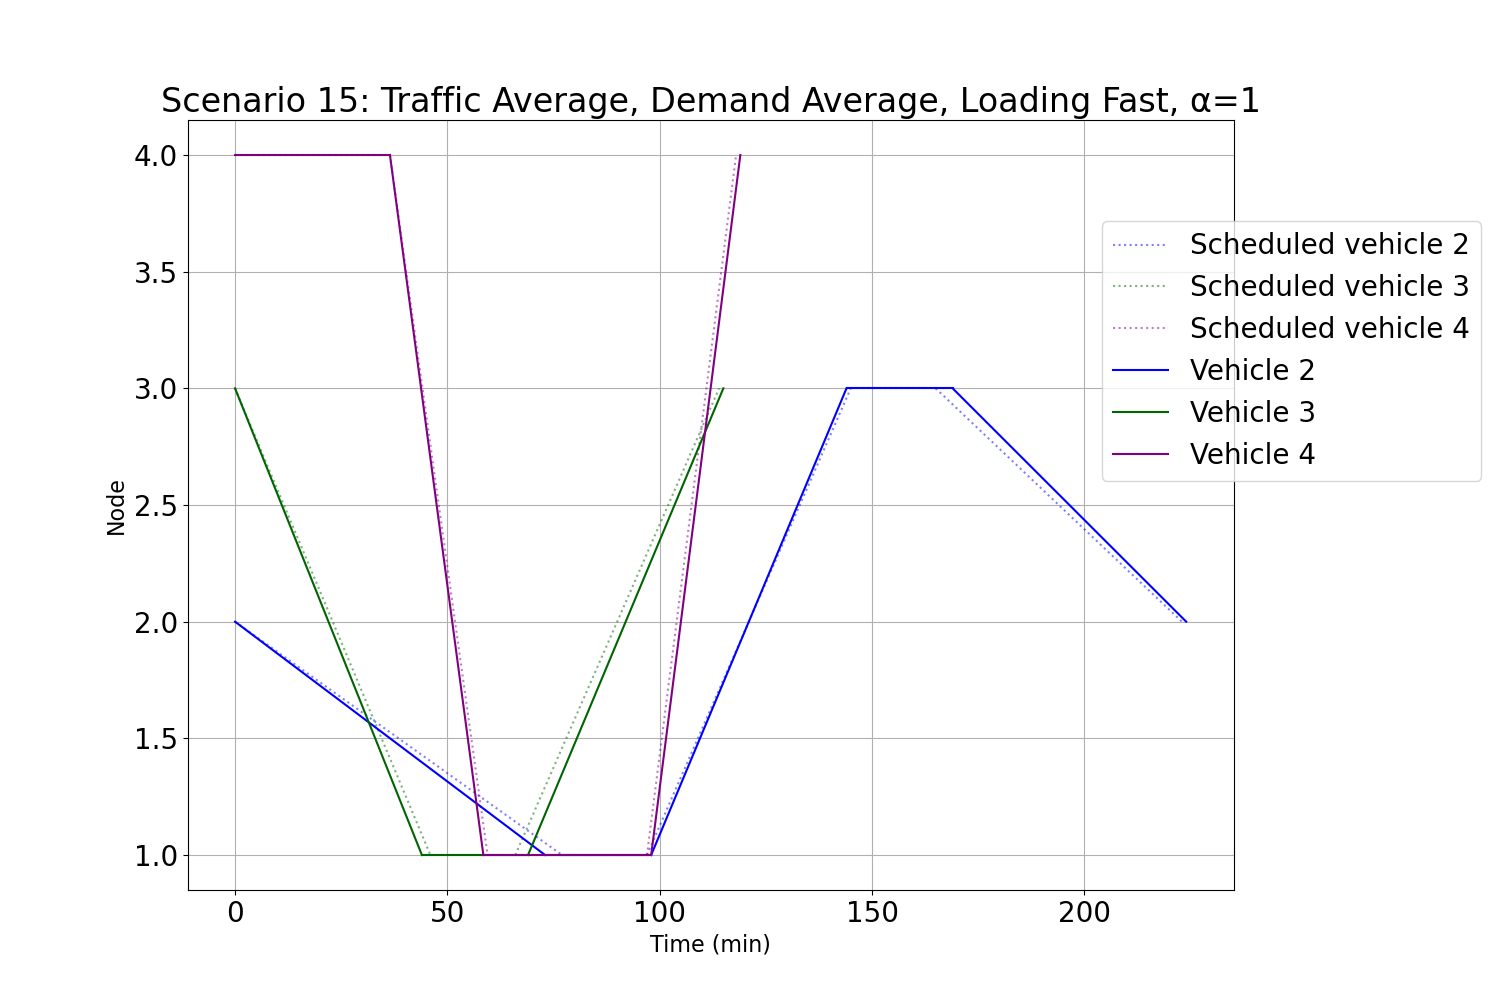 Scenario 15: Traffic Average, Demand Average, Loading Fast, α=1
4.0
3.5
3.0
2.5
2.0
1.5
1.0
Node
0 50 100 150 200
Time (min)
Scheduled vehicle 2
Scheduled vehicle 3
Scheduled vehicle 4
Vehicle 2
Vehicle 3
Vehicle 4